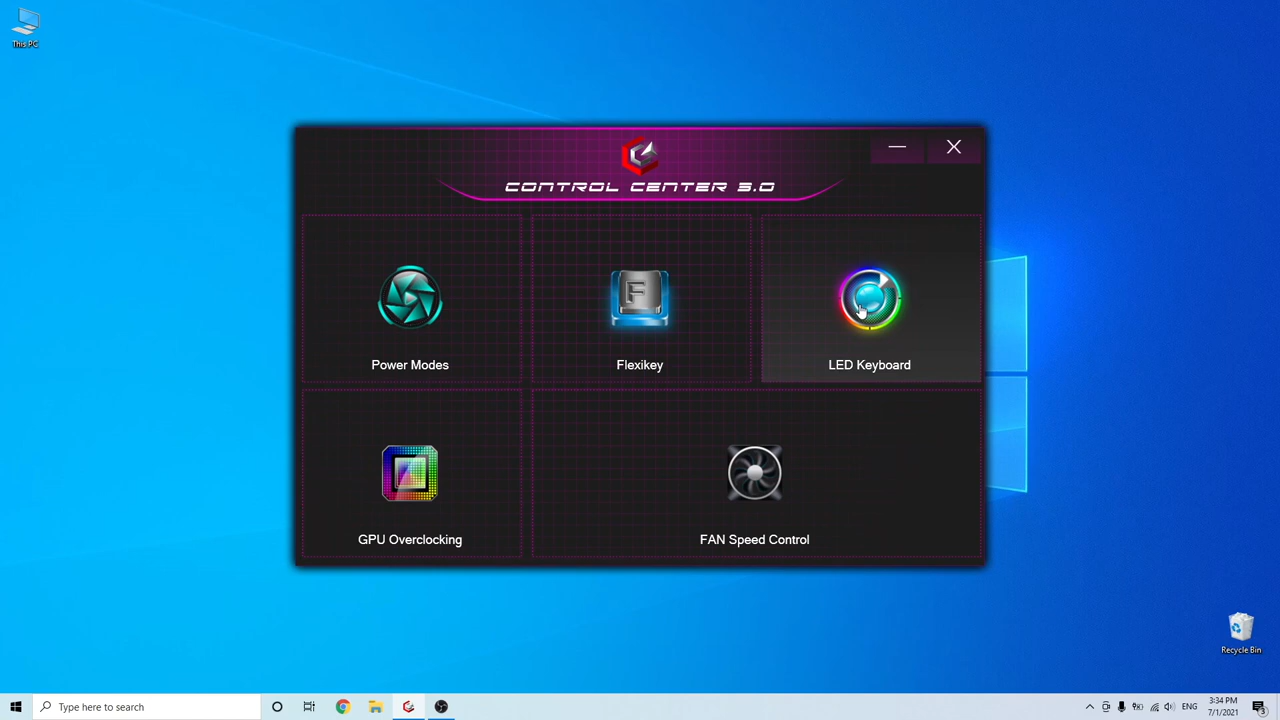 This PC
CONTROL CENTER 3.0
Power Modes
F
Flexikey
LED Keyboard
GPU Overclocking
FAN Speed Control
Recycle Bin
Type here to search
ENG
3:34 PM
7/1/2021
3